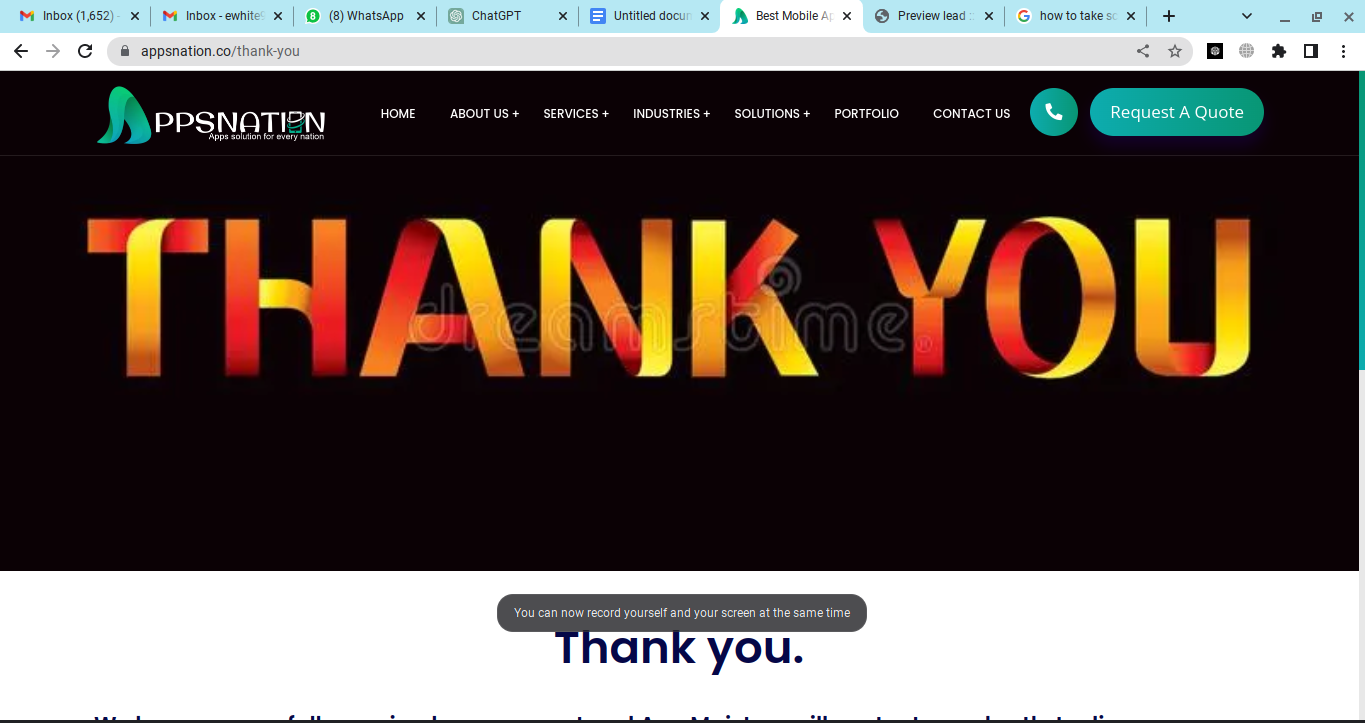 Inbox (1,652) -
Inbox - ewhite9
(8) WhatsApp
ChatGPT
Untitled docum
Best Mobile Ap
Preview lead ::
how to take sc
appsnation.co/thank-you
PPSNATION
Apps solution for every nation
HOME
ABOUT US +
SERVICES +
INDUSTRIES +
SOLUTIONS +
PORTFOLIO
CONTACT US
Request A Quote
THANK YOU
dreamstime
You can now record yourself and your screen at the same time
Thank you.